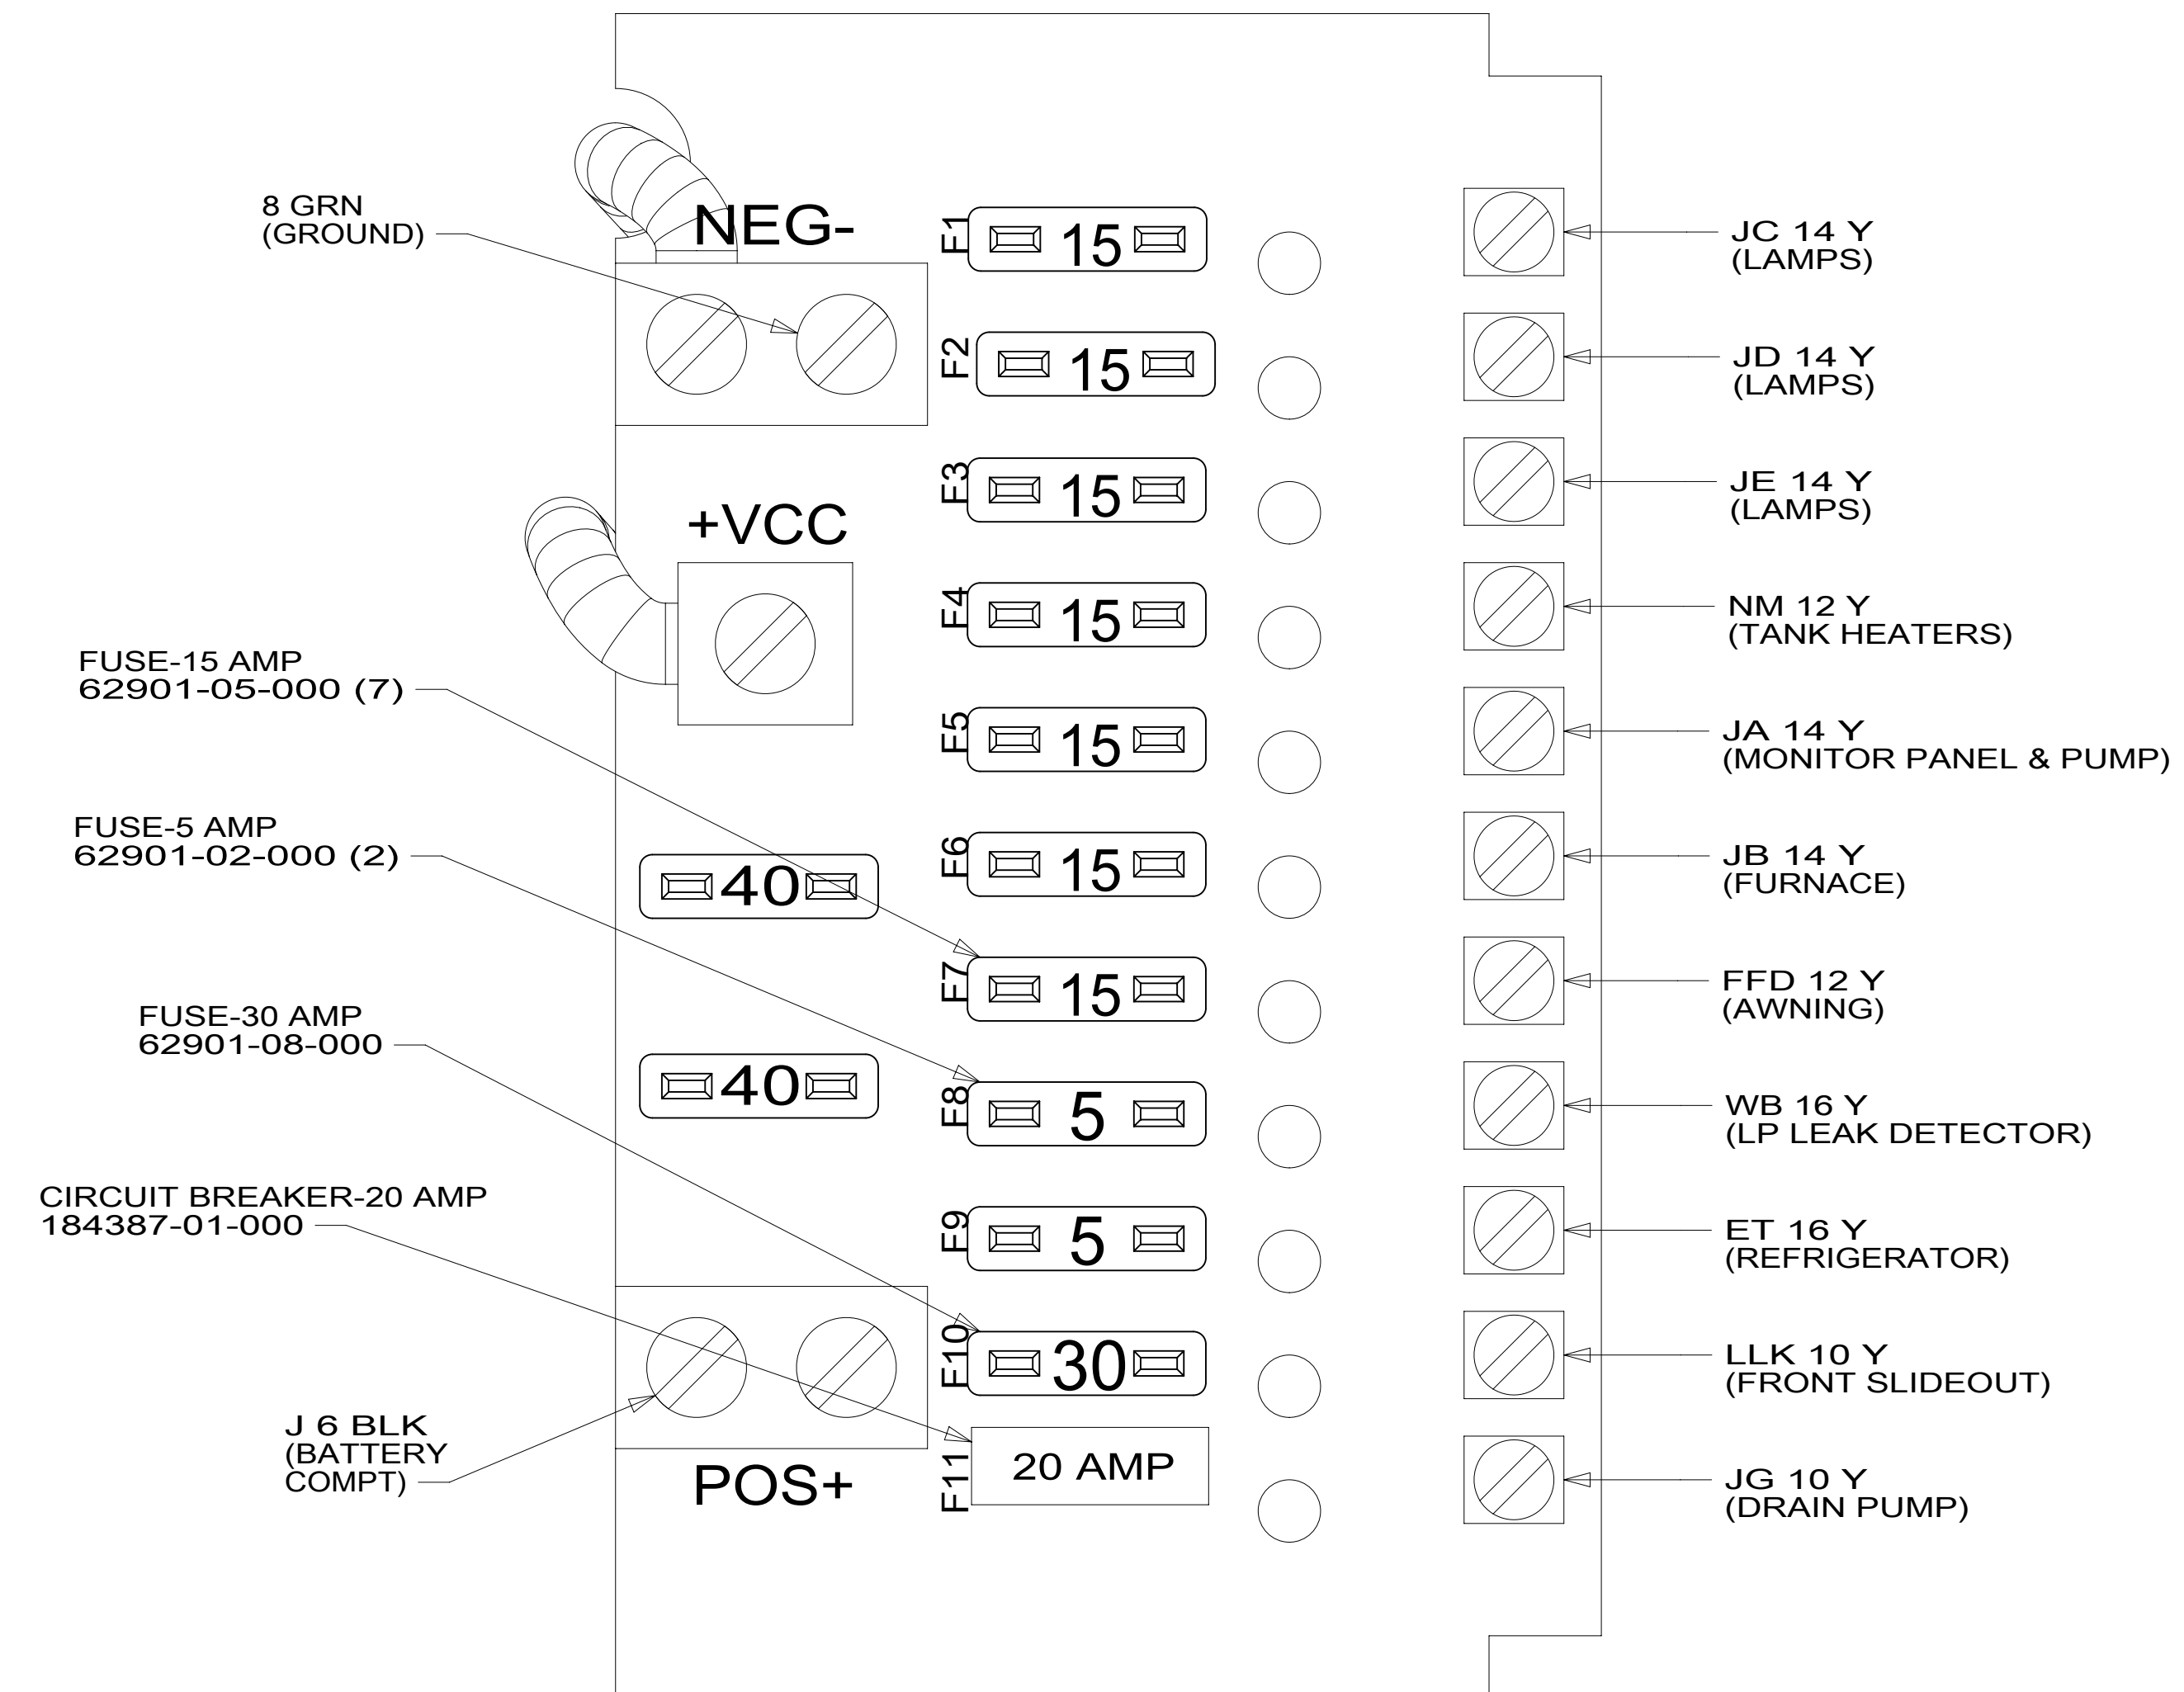 8 GRN
(GROUND)
NEG-
+VCC
FUSE-15 AMP
62901-05-000 (7)
FUSE-5 AMP
62901-02-000 (2)
40
FUSE-30 AMP
62901-08-000
40
CIRCUIT BREAKER-20 AMP
184387-01-000
J 6 BLK
(BATTERY
COMPT)
POS+
F1 15
F2 15
F3 15
F4 15
F5 15
F6 15
F7 15
F8 5
F9 5
F10 30
F11 20 AMP
JC 14 Y
(LAMPS)
JD 14 Y
(LAMPS)
JE 14 Y
(LAMPS)
NM 12 Y
(TANK HEATERS)
JA 14 Y
(MONITOR PANEL & PUMP)
JB 14 Y
(FURNACE)
FFD 12 Y
(AWNING)
WB 16 Y
(LP LEAK DETECTOR)
ET 16 Y
(REFRIGERATOR)
LLK 10 Y
(FRONT SLIDEOUT)
JG 10 Y
(DRAIN PUMP)